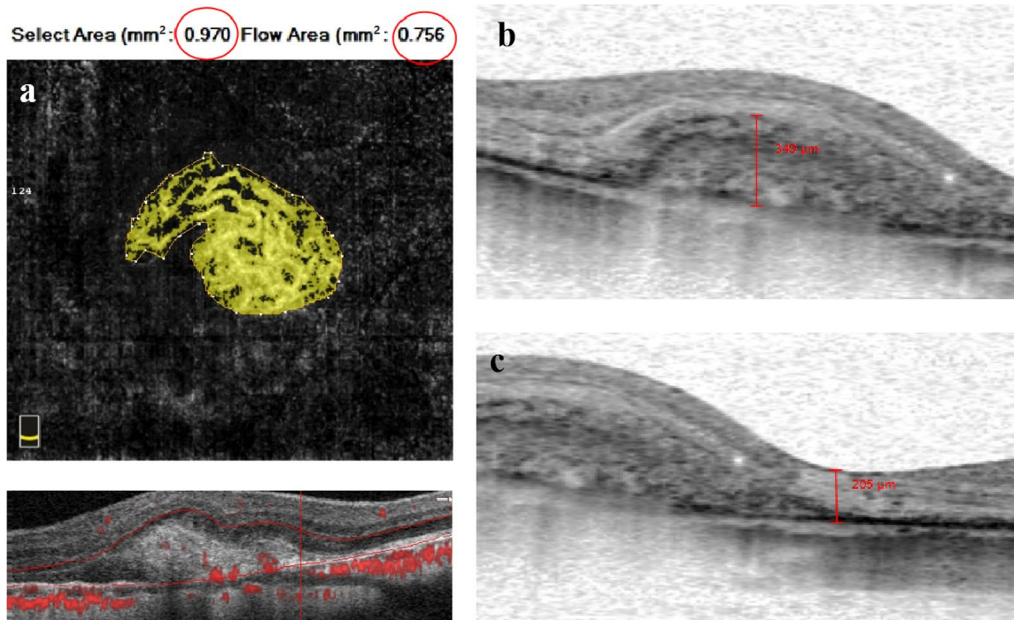 Select Area (mm²: 0.970 Flow Area (mm²: 0.756
a
124
b
349 µm
c
205 µm